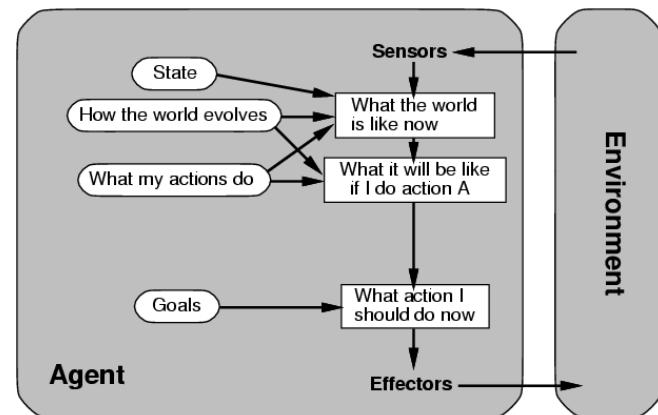 Sensors
State
What the world
is like now
How the world evolves
What it will be like
if I do action A
What my actions do
Goals
What action I
should do now
Agent
Effectors
Environment